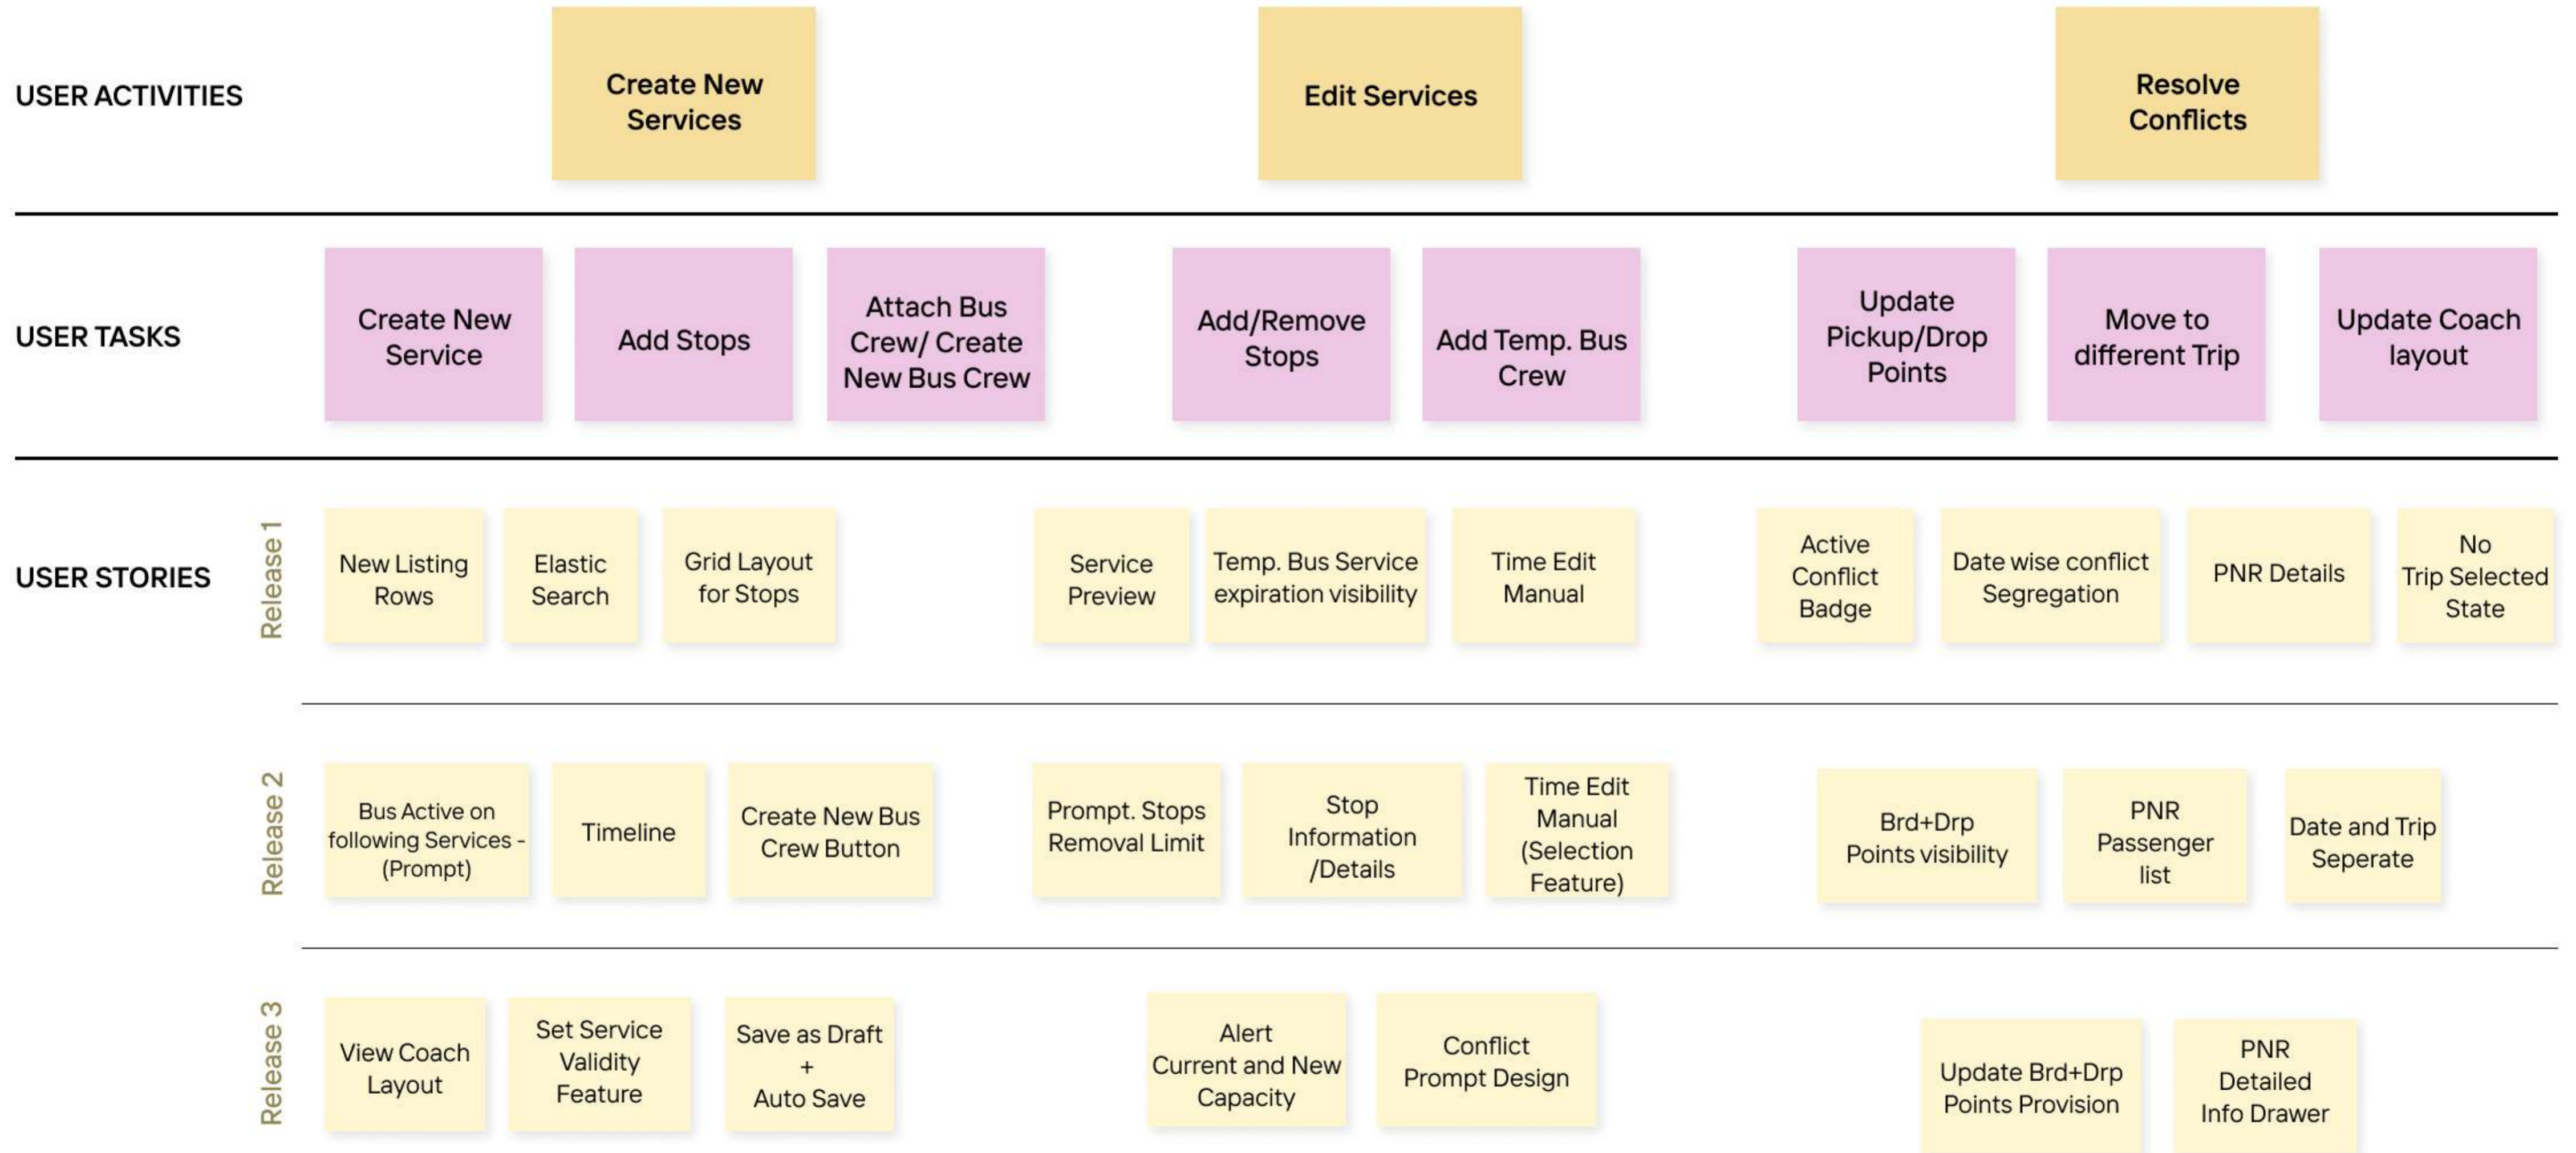 USER ACTIVITIES
Create New
Services
Edit Services
Resolve
Conflicts
USER TASKS
Create New
Service
Add Stops
Attach Bus
Crew/ Create
New Bus Crew
Add/Remove
Stops
Add Temp. Bus
Crew
Update
Pickup/Drop
Points
Move to
different Trip
Update Coach
layout
USER STORIES
Release 1
New Listing
Rows
Elastic
Search
Grid Layout
for Stops
Service
Preview
Temp. Bus Service
expiration visibility
Time Edit
Manual
Active
Conflict
Badge
Date wise conflict
Segregation
PNR Details
No
Trip Selected
State
Release 2
Bus Active on
following Services -
(Prompt)
Timeline
Create New Bus
Crew Button
Prompt. Stops
Removal Limit
Stop
Information
/Details
Time Edit
Manual
(Selection
Feature)
Brd+Drp
Points visibility
PNR
Passenger
list
Date and Trip
Seperate
Release 3
View Coach
Layout
Set Service
Validity
Feature
Save as Draft
+
Auto Save
Alert
Current and New
Capacity
Conflict
Prompt Design
Update Brd+Drp
Points Provision
PNR
Detailed
Info Drawer